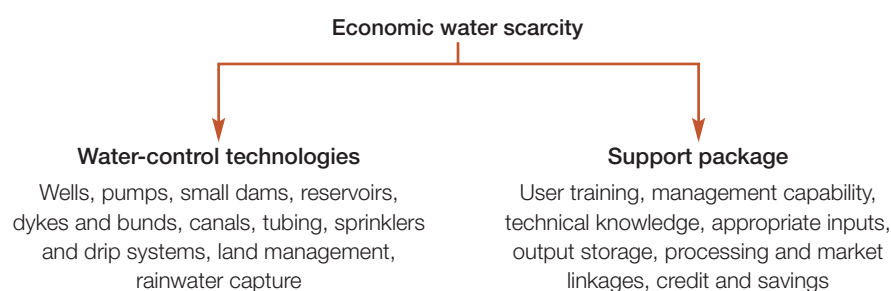 Economic water scarcity
Water-control technologies
Wells, pumps, small dams, reservoirs,
dykes and bunds, canals, tubing, sprinklers
and drip systems, land management,
rainwater capture
Support package
User training, management capability,
technical knowledge, appropriate inputs,
output storage, processing and market
linkages, credit and savings